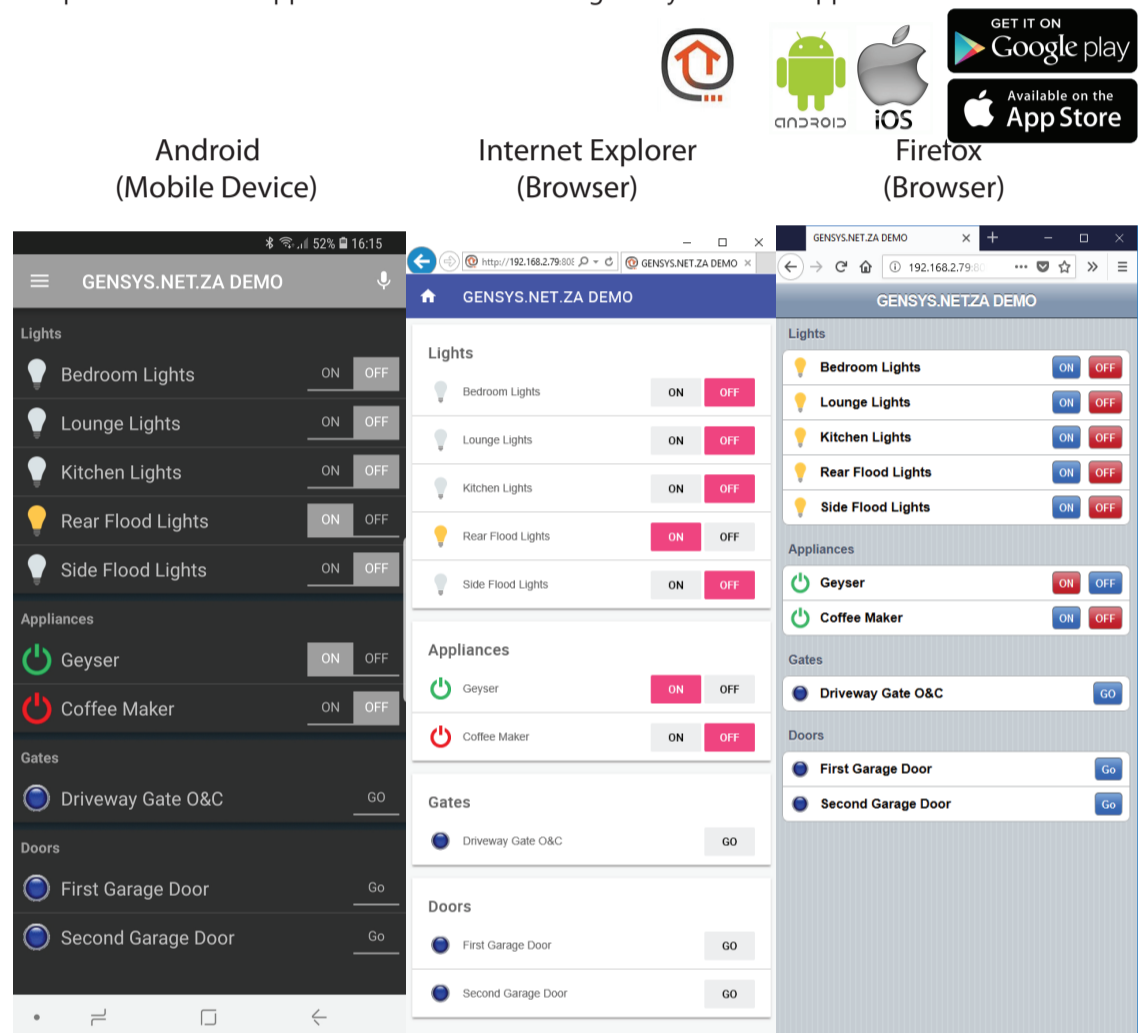 GET IT ON
Google play
Available on the
App Store
ANDROID
iOS
Android
(Mobile Device)
Internet Explorer
(Browser)
Firefox
(Browser)
52% 16:15
GENSYS.NET.ZA DEMO
Lights
Bedroom Lights ON OFF
Lounge Lights ON OFF
Kitchen Lights ON OFF
Rear Flood Lights ON OFF
Side Flood Lights ON OFF
Appliances
Geyser ON OFF
Coffee Maker ON OFF
Gates
Driveway Gate O&C GO
Doors
First Garage Door Go
Second Garage Door Go
http://192.168.2.79:808 GENSYS.NET.ZA DEMO
GENSYS.NET.ZA DEMO
Lights
Bedroom Lights ON OFF
Lounge Lights ON OFF
Kitchen Lights ON OFF
Rear Flood Lights ON OFF
Side Flood Lights ON OFF
Appliances
Geyser ON OFF
Coffee Maker ON OFF
Gates
Driveway Gate O&C GO
Doors
First Garage Door GO
Second Garage Door GO
GENSYS.NET.ZA DEMO
192.168.2.79:80
GENSYS.NET.ZA DEMO
Lights
Bedroom Lights ON OFF
Lounge Lights ON OFF
Kitchen Lights ON OFF
Rear Flood Lights ON OFF
Side Flood Lights ON OFF
Appliances
Geyser ON OFF
Coffee Maker ON OFF
Gates
Driveway Gate O&C GO
Doors
First Garage Door Go
Second Garage Door Go